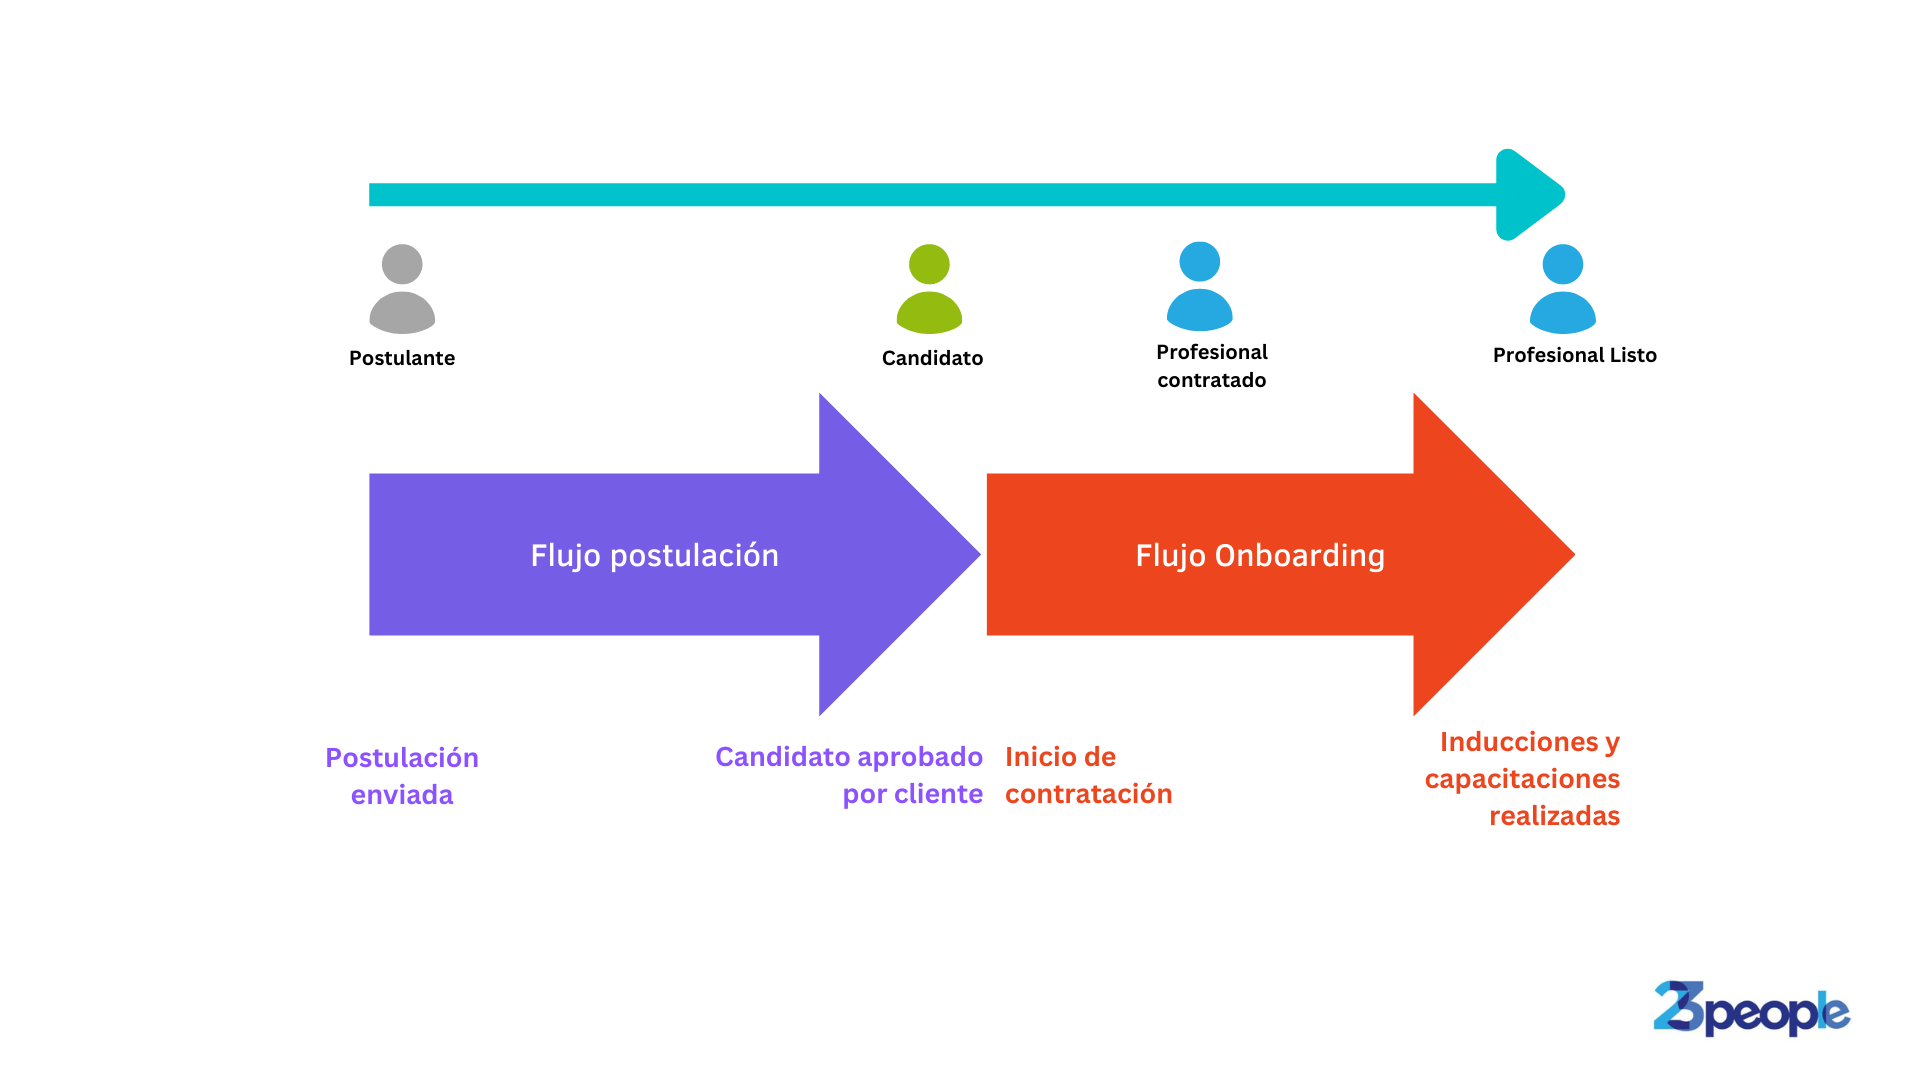 Postulante
Candidato
Profesional
contratado
Profesional Listo
Flujo postulación
Flujo Onboarding
Postulación
enviada
Candidato aprobado
por cliente
Inicio de
contratación
Inducciones y
capacitaciones
realizadas
23people